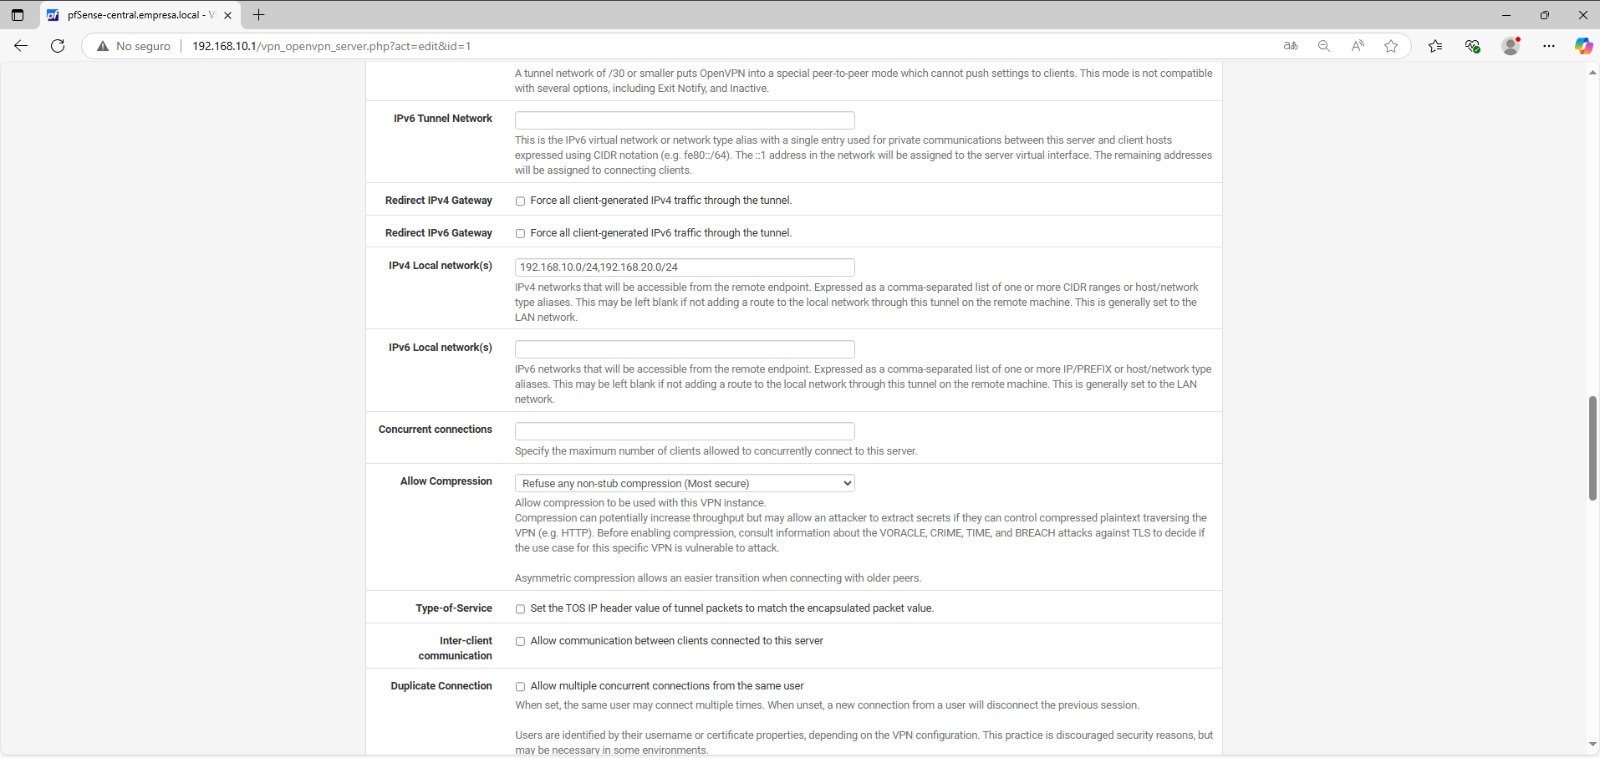 pfSense-central.empresa.local - V
No seguro
192.168.10.1/vpn_openvpn_server.php?act=edit&id=1
A tunnel network of /30 or smaller puts OpenVPN into a special peer-to-peer mode which cannot push settings to clients. This mode is not compatible
with several options, including Exit Notify, and Inactive.
IPv6 Tunnel Network
This is the IPv6 virtual network or network type alias with a single entry used for private communications between this server and client hosts
expressed using CIDR notation (e.g. fe80::/64). The ::1 address in the network will be assigned to the server virtual interface. The remaining addresses
will be assigned to connecting clients.
Redirect IPv4 Gateway
Force all client-generated IPv4 traffic through the tunnel.
Redirect IPv6 Gateway
Force all client-generated IPv6 traffic through the tunnel.
IPv4 Local network(s)
192.168.10.0/24,192.168.20.0/24
IPv4 networks that will be accessible from the remote endpoint. Expressed as a comma-separated list of one or more CIDR ranges or host/network
type aliases. This may be left blank if not adding a route to the local network through this tunnel on the remote machine. This is generally set to the
LAN network.
IPv6 Local network(s)
IPv6 networks that will be accessible from the remote endpoint. Expressed as a comma-separated list of one or more IP/PREFIX or host/network type
aliases. This may be left blank if not adding a route to the local network through this tunnel on the remote machine. This is generally set to the LAN
network.
Concurrent connections
Specify the maximum number of clients allowed to concurrently connect to this server.
Allow Compression
Refuse any non-stub compression (Most secure)
Allow compression to be used with this VPN instance.
Compression can potentially increase throughput but may allow an attacker to extract secrets if they can control compressed plaintext traversing the
VPN (e.g. HTTP). Before enabling compression, consult information about the VORACLE, CRIME, TIME, and BREACH attacks against TLS to decide if
the use case for this specific VPN is vulnerable to attack.
Asymmetric compression allows an easier transition when connecting with older peers.
Type-of-Service
Set the TOS IP header value of tunnel packets to match the encapsulated packet value.
Inter-client
communication
Allow communication between clients connected to this server
Duplicate Connection
Allow multiple concurrent connections from the same user
When set, the same user may connect multiple times. When unset, a new connection from a user will disconnect the previous session.
Users are identified by their username or certificate properties, depending on the VPN configuration. This practice is discouraged security reasons, but
may be necessary in some environments.